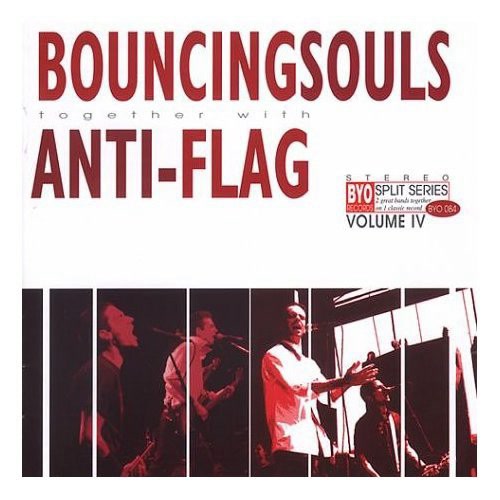 BOUNCINGSOULS
together with
ANTI-FLAG
STEREO
BYO
RECORDS
SPLIT SERIES
2 great bands together
on 1 classic record
BYO 084
VOLUME IV